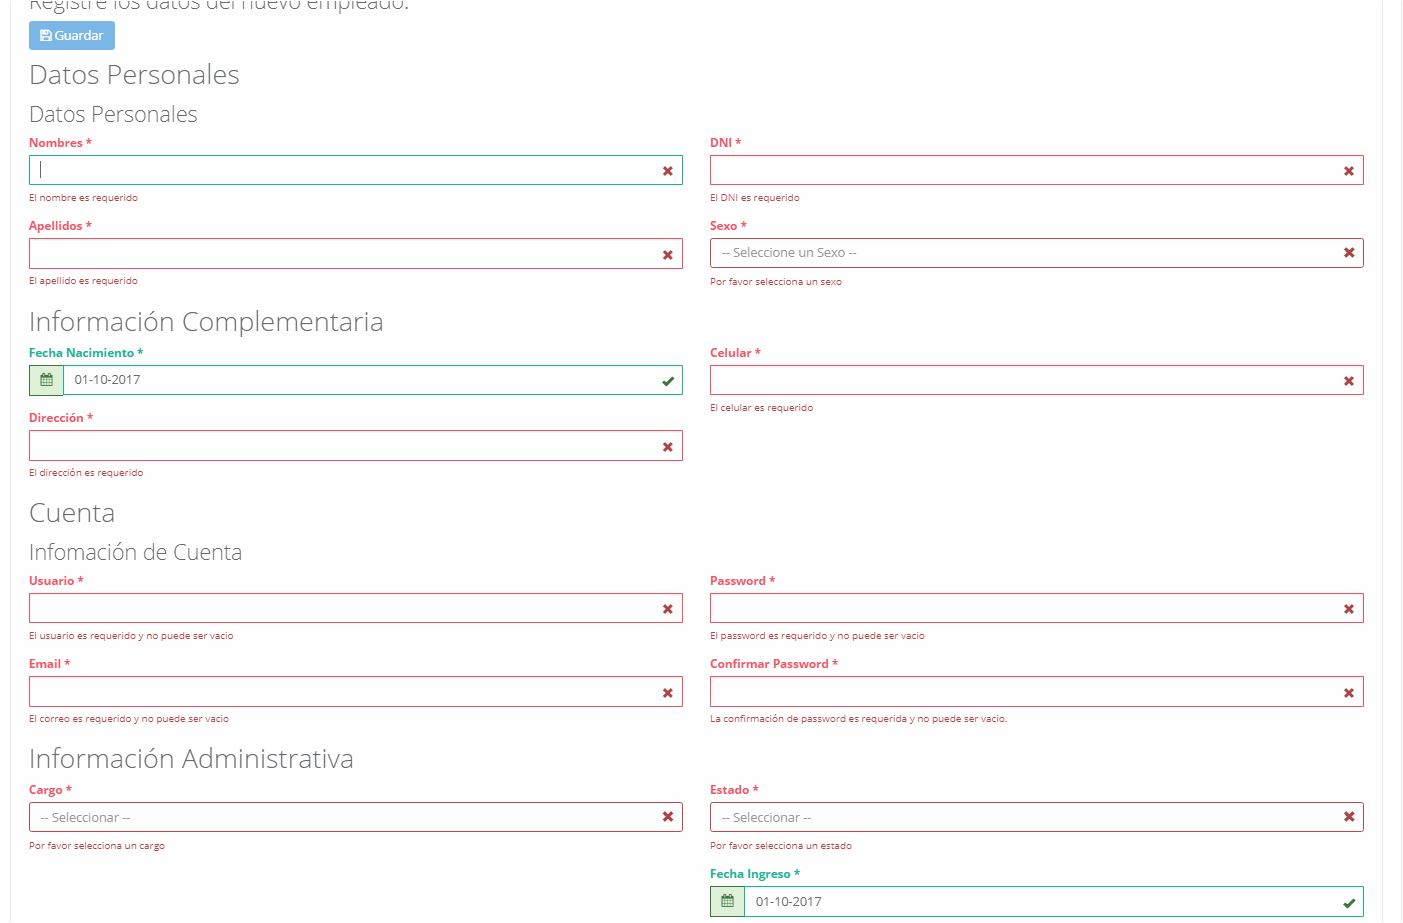 Registre los datos del nuevo empleado.
Guardar
Datos Personales
Datos Personales
Nombres *
DNI *
El nombre es requerido
El DNI es requerido
Apellidos *
Sexo *
-- Seleccione un Sexo --
El apellido es requerido
Por favor selecciona un sexo
Información Complementaria
Fecha Nacimiento *
Celular *
01-10-2017
El celular es requerido
Dirección *
El dirección es requerido
Cuenta
Infomación de Cuenta
Usuario *
Password *
El usuario es requerido y no puede ser vacio
El password es requerido y no puede ser vacio
Email *
Confirmar Password *
El correo es requerido y no puede ser vacio
La confirmación de password es requerida y no puede ser vacio.
Información Administrativa
Cargo *
Estado *
-- Seleccionar --
-- Seleccionar --
Por favor selecciona un cargo
Por favor selecciona un estado
Fecha Ingreso *
01-10-2017